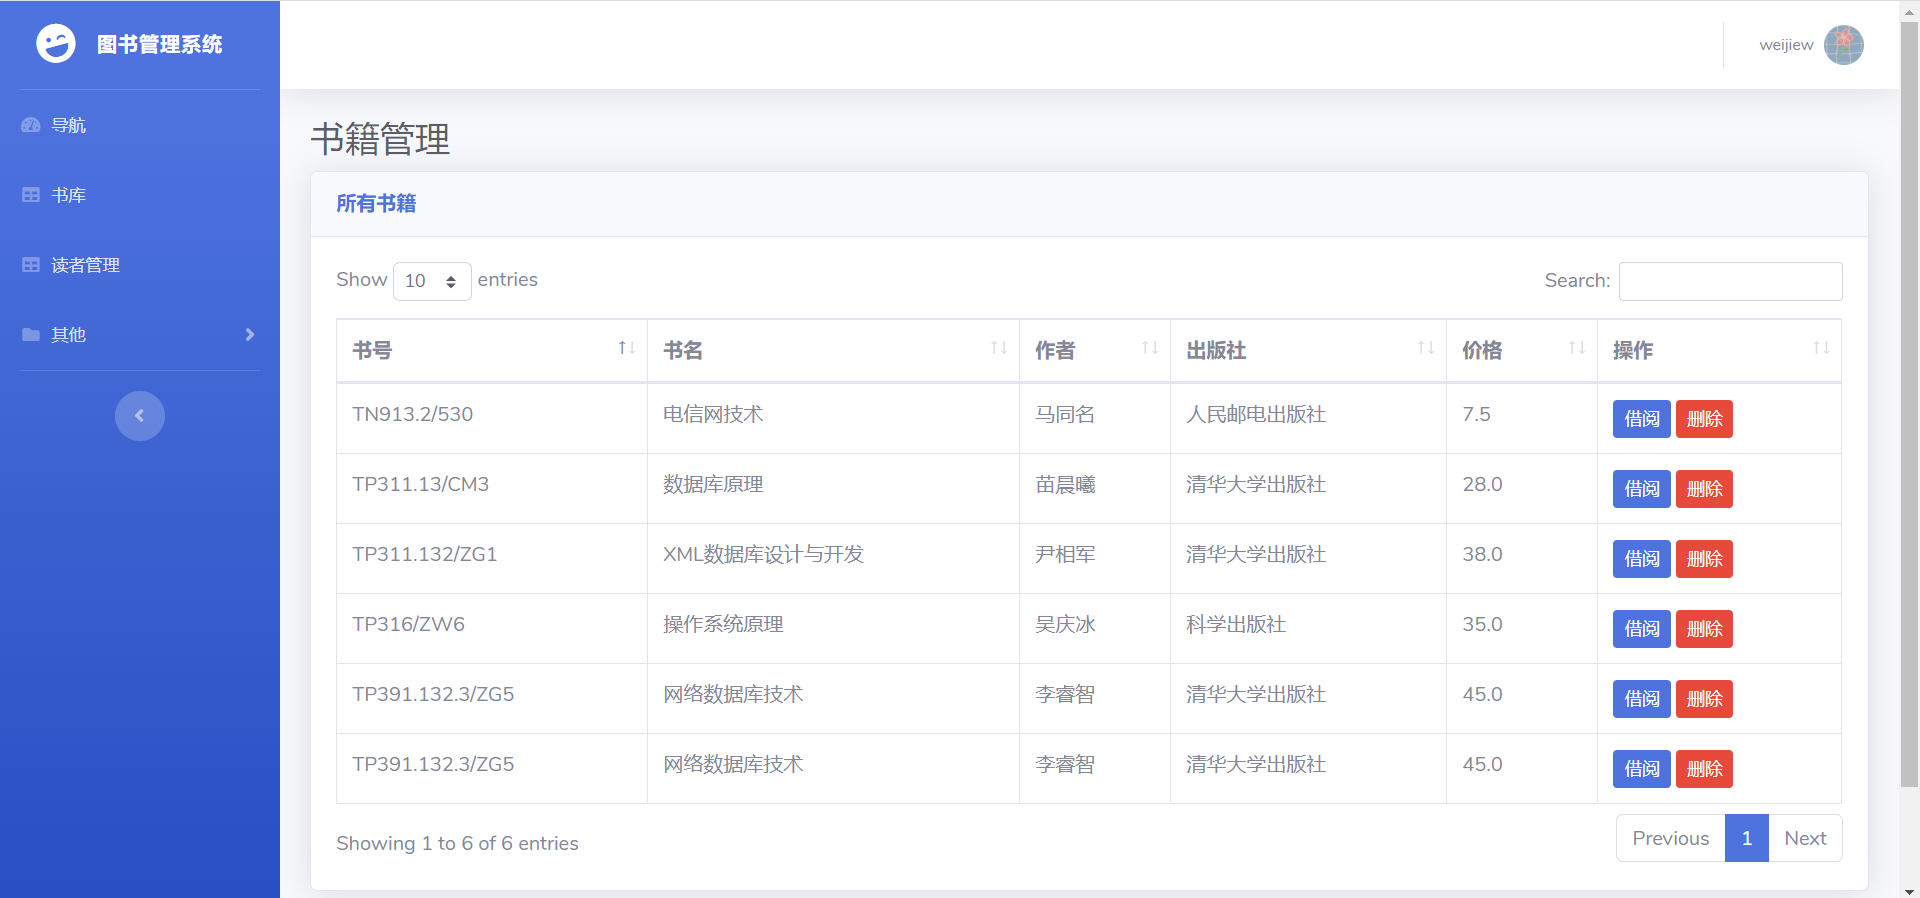 图书管理系统
weijiew
导航
书库
读者管理
其他
书籍管理
所有书籍
Show 10 entries
Search:
书号 书名 作者 出版社 价格 操作
TN913.2/530 电信网技术 马同名 人民邮电出版社 7.5 借阅 删除
TP311.13/CM3 数据库原理 苗晨曦 清华大学出版社 28.0 借阅 删除
TP311.132/ZG1 XML数据库设计与开发 尹相军 清华大学出版社 38.0 借阅 删除
TP316/ZW6 操作系统原理 吴庆冰 科学出版社 35.0 借阅 删除
TP391.132.3/ZG5 网络数据库技术 李睿智 清华大学出版社 45.0 借阅 删除
TP391.132.3/ZG5 网络数据库技术 李睿智 清华大学出版社 45.0 借阅 删除
Showing 1 to 6 of 6 entries
Previous 1 Next